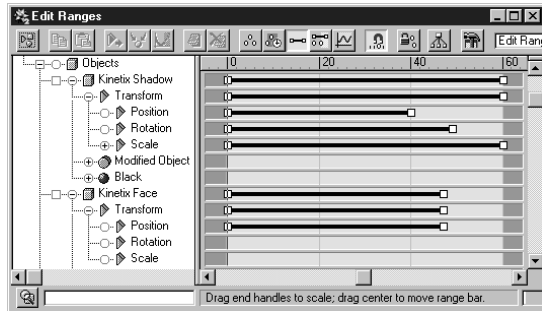 Edit Ranges
Edit Ran
Objects
0 20 40 60
Kinetix Shadow
Transform
Position
Rotation
Scale
Modified Object
Black
Kinetix Face
Transform
Position
Rotation
Scale
Drag end handles to scale; drag center to move range bar.